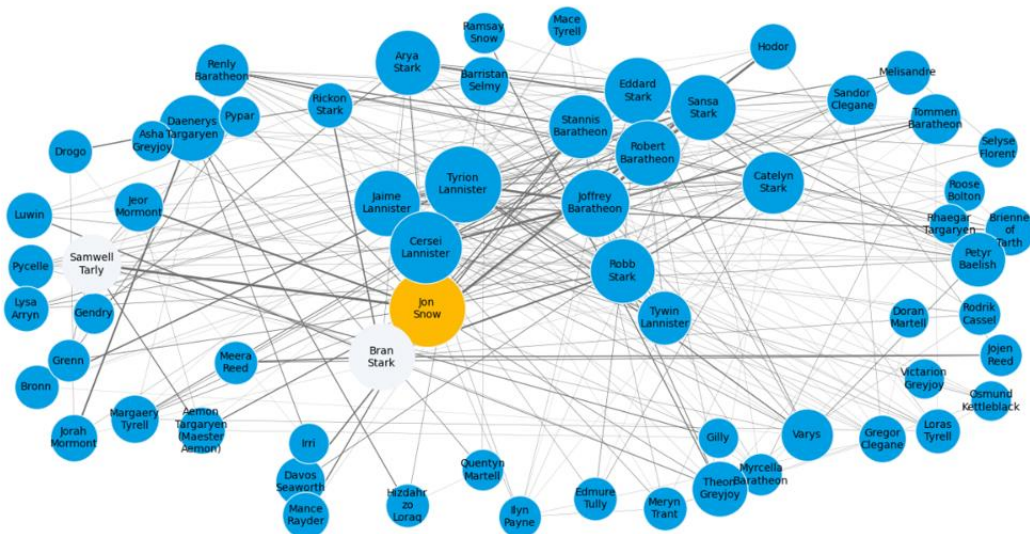 Ramsay
Snow
Mace
Tyrell
Hodor
Arya
Stark
Renly
Baratheon
Barristan
Selmy
Eddard
Stark
Melisandre
Sandor
Clegane
Sansa
Stark
Rickon
Stark
Pypar
Daenerys
Targaryen
Asha
Greyjoy
Stannis
Baratheon
Tommen
Baratheon
Drogo
Robert
Baratheon
Selyse
Florent
Tyrion
Lannister
Catelyn
Stark
Roose
Bolton
Jaime
Lannister
Joffrey
Baratheon
Jeor
Mormont
Luwin
Rhaegar
Targaryen
Brienne
of
Tarth
Cersei
Lannister
Samwell
Tarly
Pycelle
Robb
Stark
Petyr
Baelish
Lysa
Arryn
Gendry
Jon
Snow
Tywin
Lannister
Doran
Martell
Rodrik
Cassel
Bran
Stark
Grenn
Meera
Reed
Jojen
Reed
Bronn
Victarion
Greyjoy
Osmund
Kettleblack
Margaery
Tyrell
Aemon
Targaryen
(Maester
Aemon)
Jorah
Mormont
Irri
Gilly
Varys
Gregor
Clegane
Loras
Tyrell
Davos
Seaworth
Quentyn
Martell
Myrcella
Baratheon
Theon
Greyjoy
Mance
Rayder
Hizdahr
zo
Loraq
Ilyn
Payne
Edmure
Tully
Meryn
Trant